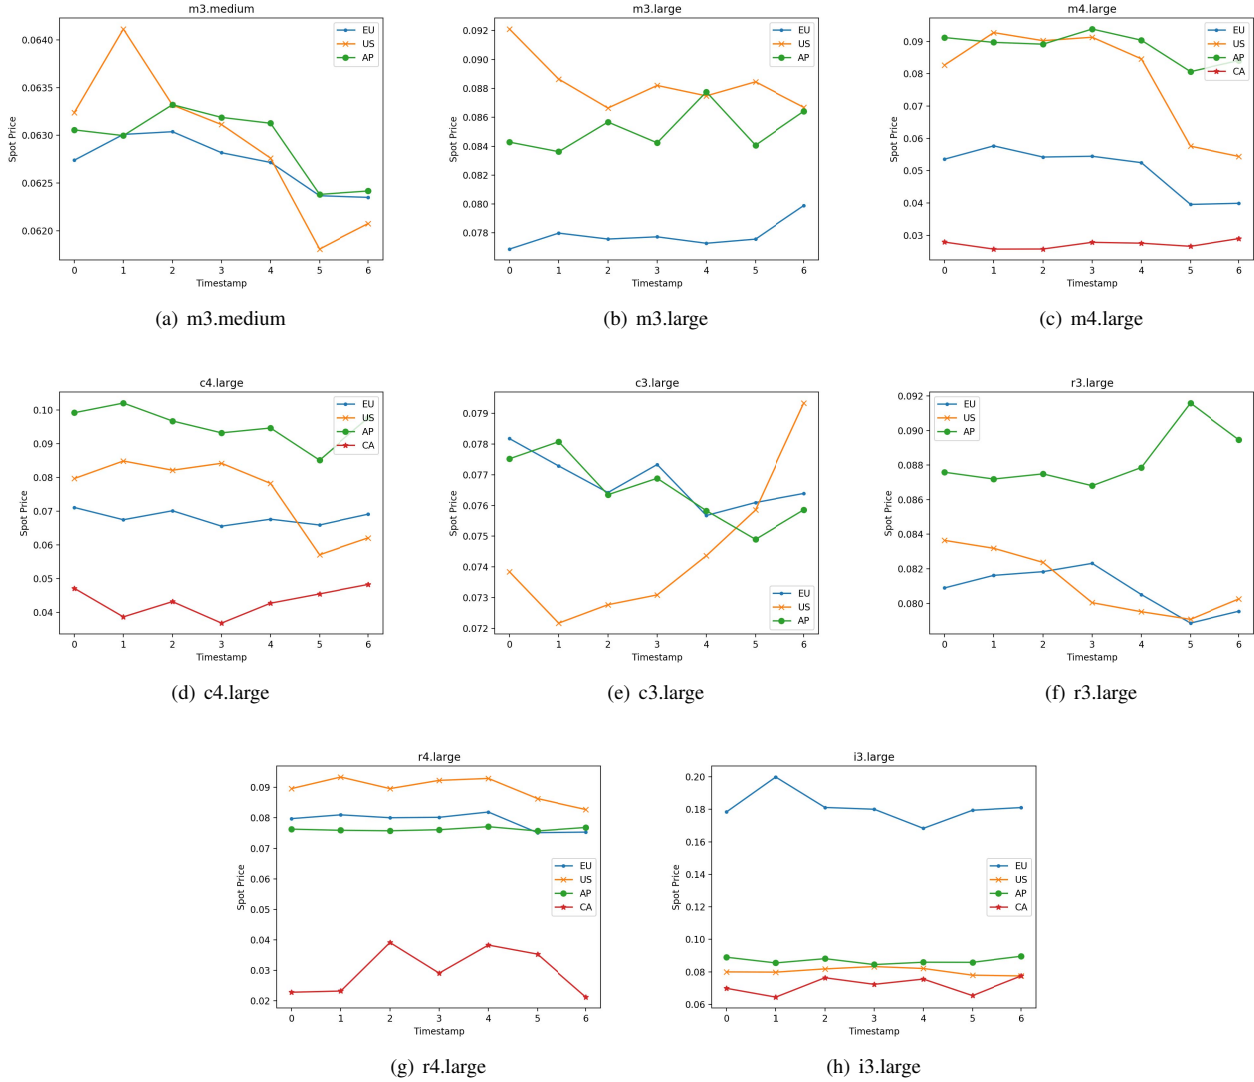 m3.medium
0.0640
0.0635
0.0630
0.0625
0.0620
Spot Price
0 1 2 3 4 5 6
Timestamp
EU
US
AP
(a) m3.medium
m3.large
0.092
0.090
0.088
0.086
0.084
0.082
0.080
0.078
Spot Price
0 1 2 3 4 5 6
Timestamp
EU
US
AP
(b) m3.large
m4.large
0.09
0.08
0.07
0.06
0.05
0.04
0.03
Spot Price
0 1 2 3 4 5 6
Timestamp
EU
US
AP
CA
(c) m4.large
c4.large
0.10
0.09
0.08
0.07
0.06
0.05
0.04
Spot Price
0 1 2 3 4 5 6
Timestamp
EU
US
AP
CA
(d) c4.large
c3.large
0.079
0.078
0.077
0.076
0.075
0.074
0.073
0.072
Spot Price
0 1 2 3 4 5 6
Timestamp
EU
US
AP
(e) c3.large
r3.large
0.092
0.090
0.088
0.086
0.084
0.082
0.080
Spot Price
0 1 2 3 4 5 6
Timestamp
EU
US
AP
(f) r3.large
r4.large
0.09
0.08
0.07
0.06
0.05
0.04
0.03
0.02
Spot Price
0 1 2 3 4 5 6
Timestamp
EU
US
AP
CA
(g) r4.large
i3.large
0.20
0.18
0.16
0.14
0.12
0.10
0.08
0.06
Spot Price
0 1 2 3 4 5 6
Timestamp
EU
US
AP
CA
(h) i3.large